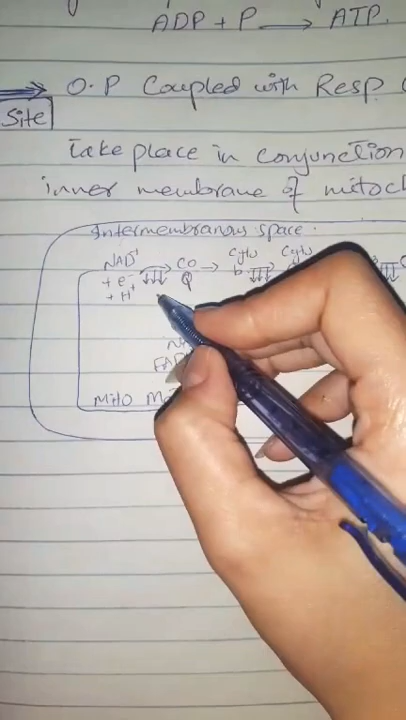 ADP + P → ATP.
O.P Coupled with Resp
Site
Take place in conjunction
inner membrane of mitoch
Intermembranous space.
NAD⁺ → CO → Cyto Cyto
+ e⁻ Q b
+ H⁺
Mito